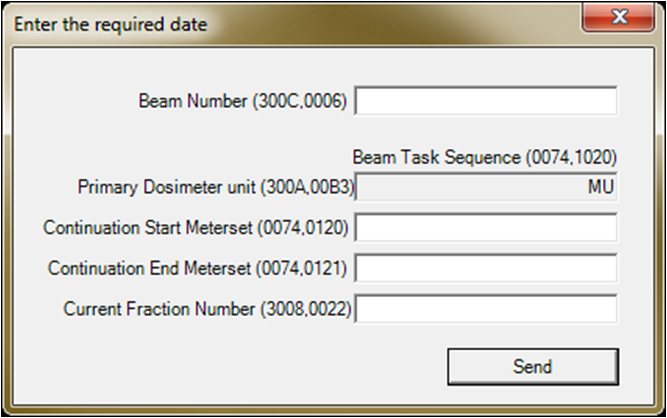 Enter the required date
Beam Number (300C,0006)
Beam Task Sequence (0074,1020)
Primary Dosimeter unit (300A,00B3) MU
Continuation Start Meterset (0074,0120)
Continuation End Meterset (0074,0121)
Current Fraction Number (3008,0022)
Send